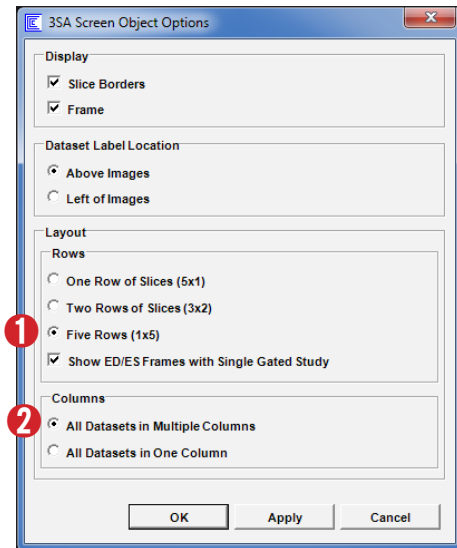 3SA Screen Object Options
Display
Slice Borders
Frame
Dataset Label Location
Above Images
Left of Images
Layout
Rows
One Row of Slices (5x1)
Two Rows of Slices (3x2)
1 Five Rows (1x5)
Show ED/ES Frames with Single Gated Study
Columns
2 All Datasets in Multiple Columns
All Datasets in One Column
OK Apply Cancel